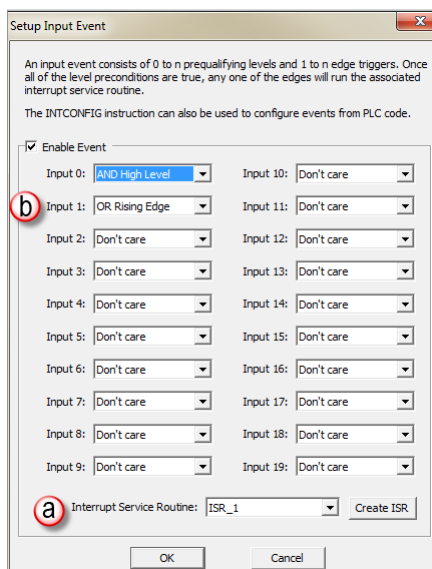 Setup Input Event
An input event consists of 0 to n prequalifying levels and 1 to n edge triggers. Once
all of the level preconditions are true, any one of the edges will run the associated
interrupt service routine.
The INTCONFIG instruction can also be used to configure events from PLC code.
Enable Event
Input 0: AND High Level Input 10: Don't care
b Input 1: OR Rising Edge Input 11: Don't care
Input 2: Don't care Input 12: Don't care
Input 3: Don't care Input 13: Don't care
Input 4: Don't care Input 14: Don't care
Input 5: Don't care Input 15: Don't care
Input 6: Don't care Input 16: Don't care
Input 7: Don't care Input 17: Don't care
Input 8: Don't care Input 18: Don't care
Input 9: Don't care Input 19: Don't care
a Interrupt Service Routine: ISR_1 Create ISR
OK Cancel